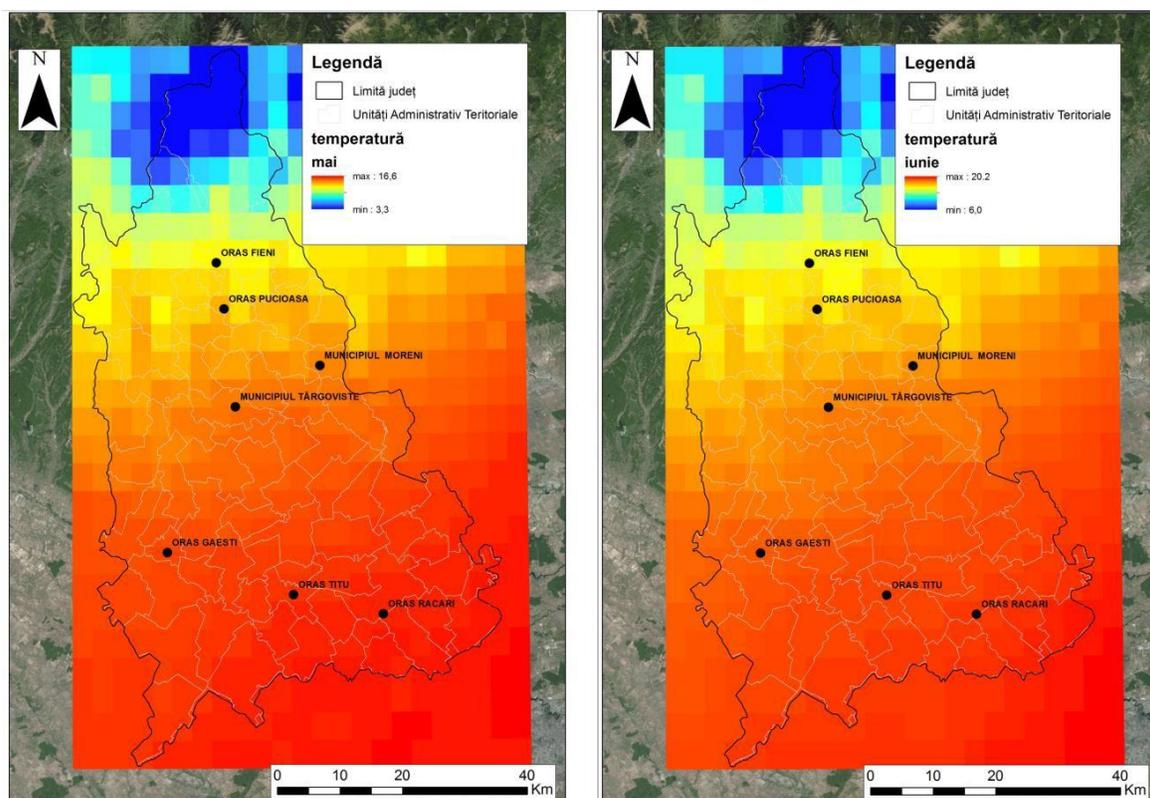 N
Legendă
Limită județ
Unități Administrativ Teritoriale
temperatură
mai
max : 16,6
min : 3,3
ORAS FIENI
ORAS PUCIOASA
MUNICIPIUL MORENI
MUNICIPIUL TÂRGOVISTE
ORAS GAESTI
ORAS TITU
ORAS RACARI
0 10 20 40
Km
N
Legendă
Limită județ
Unități Administrativ Teritoriale
temperatură
iunie
max : 20.2
min : 6,0
ORAS FIENI
ORAS PUCIOASA
MUNICIPIUL MORENI
MUNICIPIUL TÂRGOVISTE
ORAS GAESTI
ORAS TITU
ORAS RACARI
0 10 20 40
Km